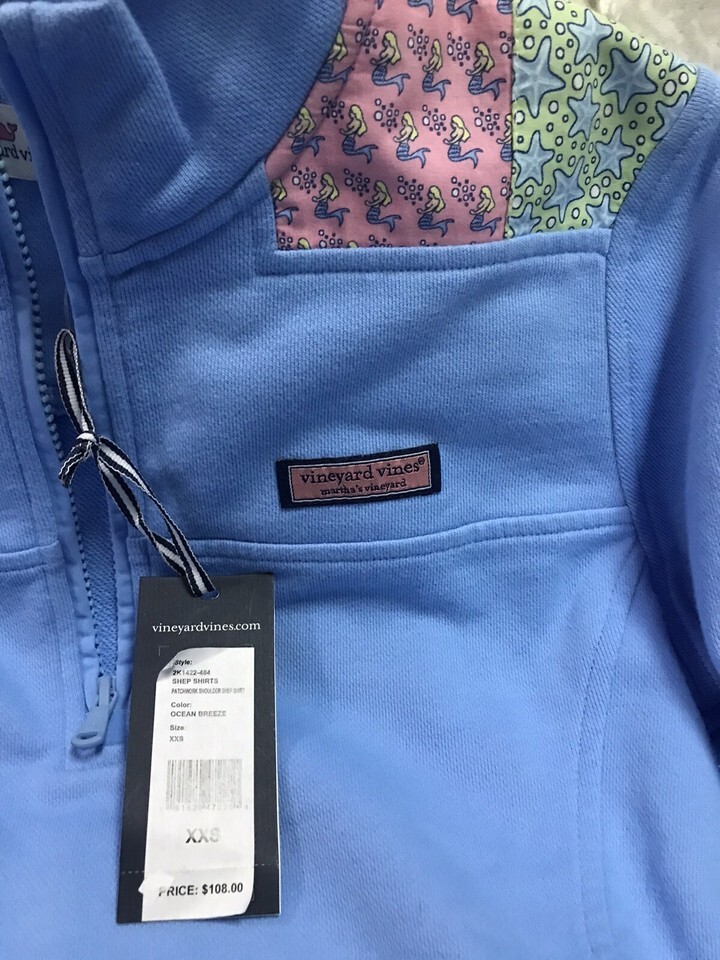 vineyard vines®
martha's vineyard
vineyardvines.com
Style:
2K1422-484
SHEP SHIRTS
PATCHWORK SHOULDER SHEP SHIRT
Color:
OCEAN BREEZE
Size:
XXS
XXS
PRICE: $108.00